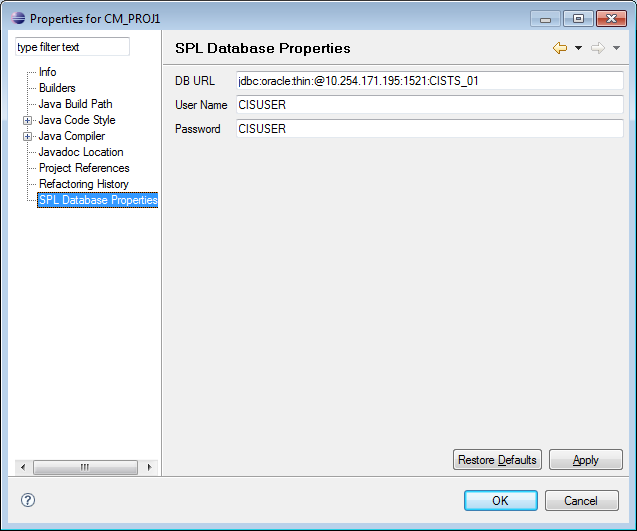 Properties for CM_PROJ1
type filter text
Info
Builders
Java Build Path
Java Code Style
Java Compiler
Javadoc Location
Project References
Refactoring History
SPL Database Properties
SPL Database Properties
DB URL jdbc:oracle:thin:@10.254.171.195:1521:CISTS_01
User Name CISUSER
Password CISUSER
Restore Defaults Apply
? OK Cancel